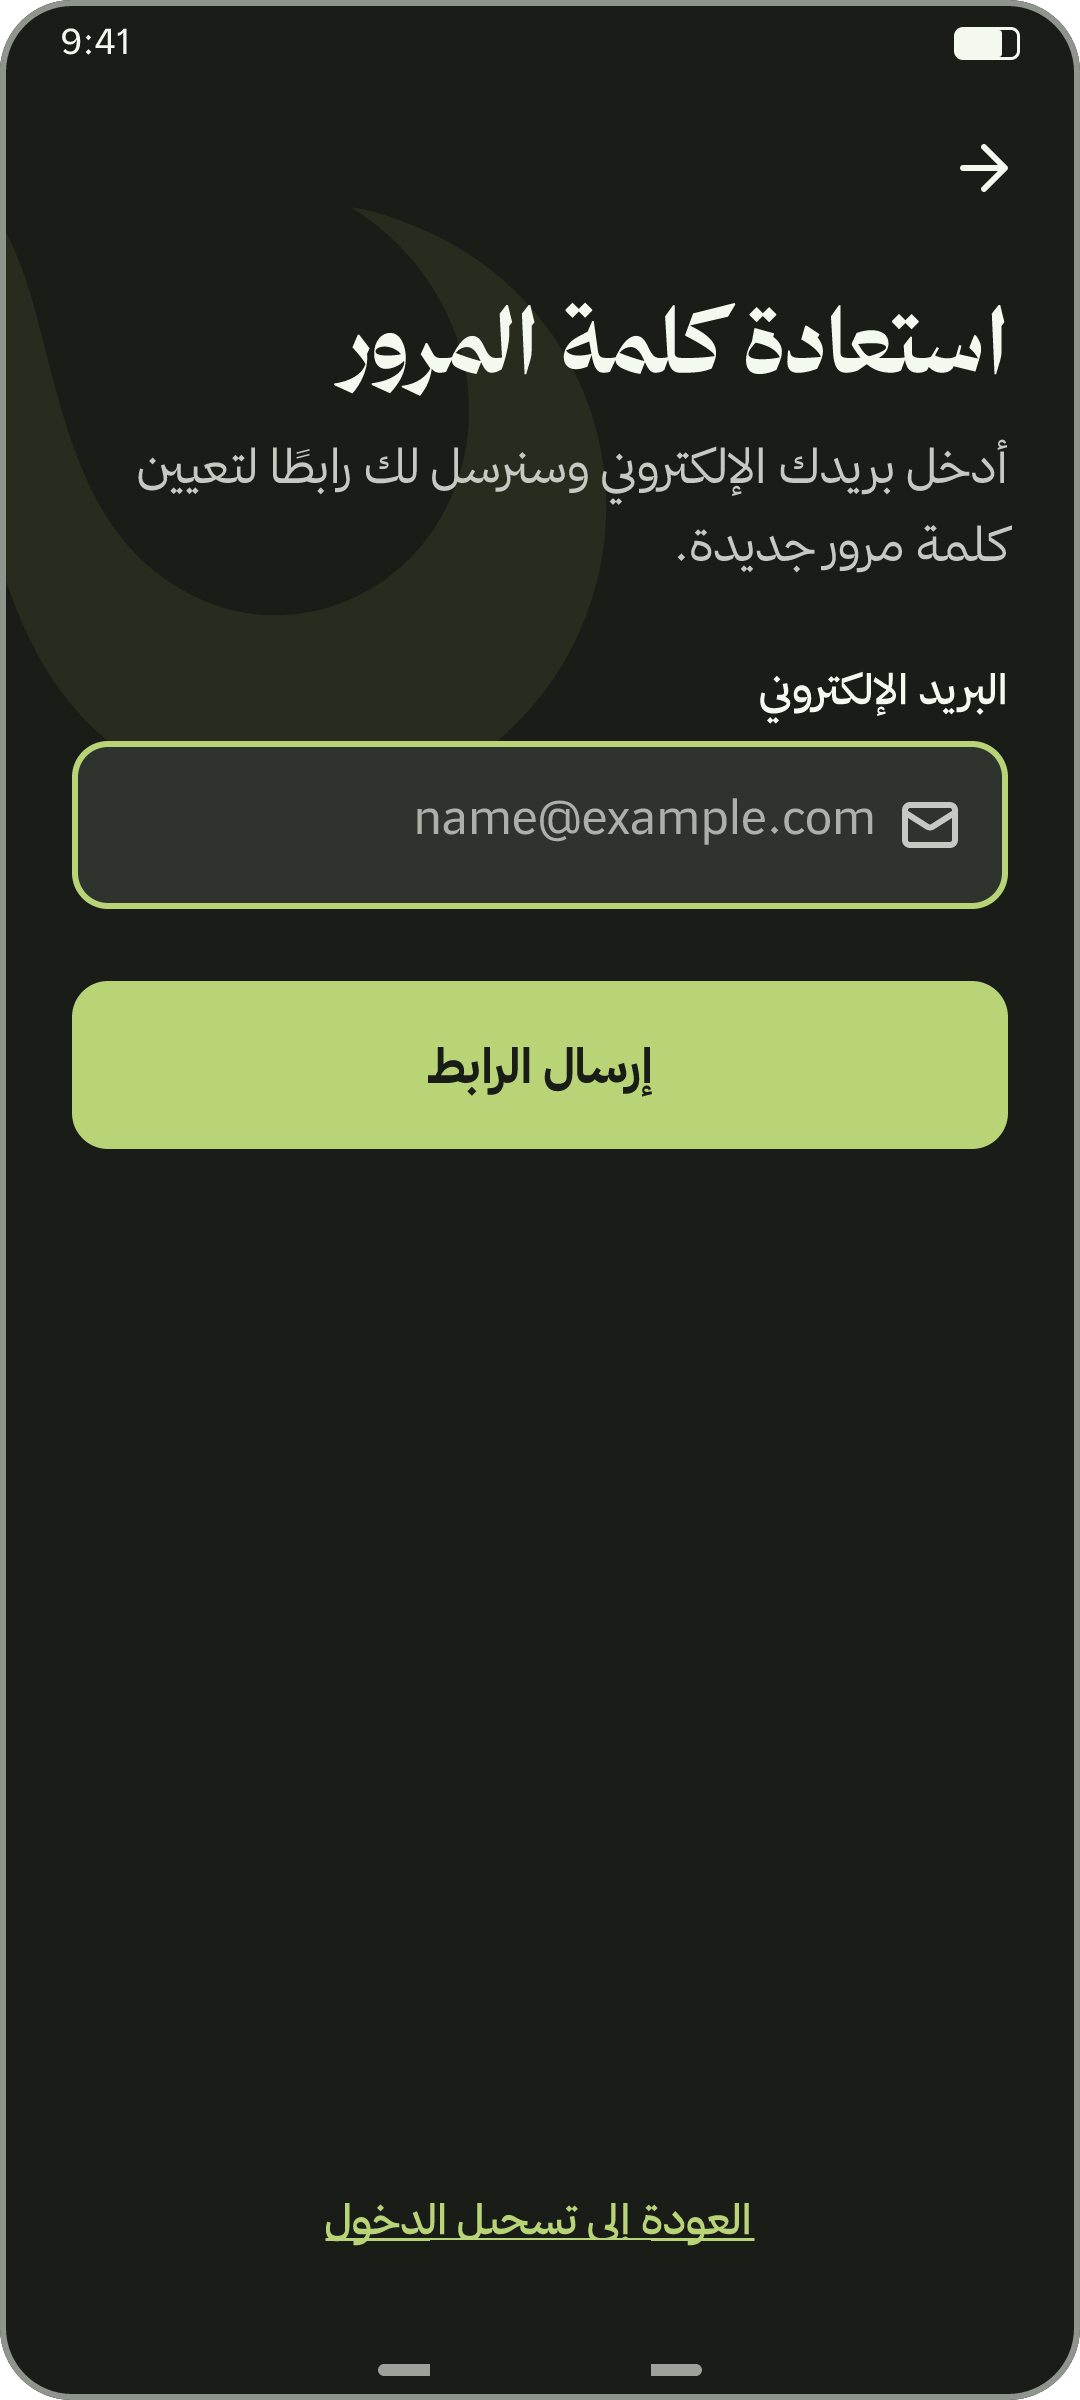 9:41
استعادة كلمة المرور
أدخل بريدك الإلكتروني وسنرسل لك رابطًا لتعيين
كلمة مرور جديدة.
البريد الإلكتروني
name@example.com
إرسال الرابط
العودة إلى تسجيل الدخول